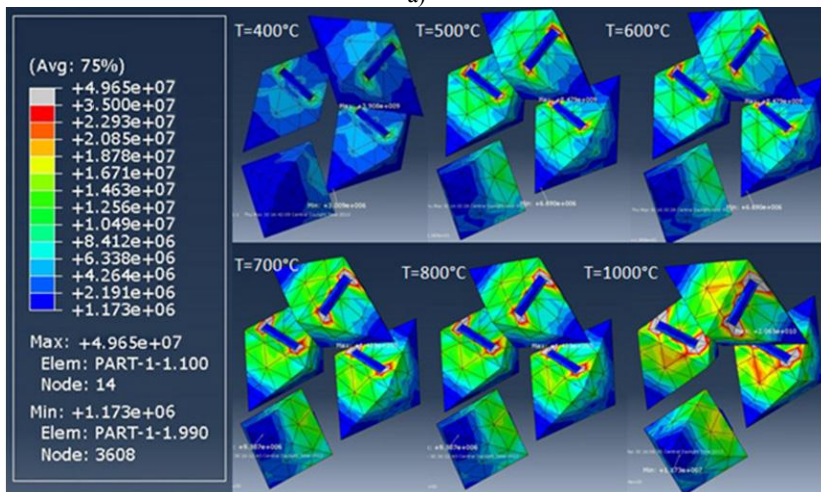 a)
(Avg: 75%)
+4.965e+07
+3.500e+07
+2.293e+07
+2.085e+07
+1.878e+07
+1.671e+07
+1.463e+07
+1.256e+07
+1.049e+07
+8.412e+06
+6.338e+06
+4.264e+06
+2.191e+06
+1.173e+06
Max: +4.965e+07
Elem: PART-1-1.100
Node: 14
Min: +1.173e+06
Elem: PART-1-1.990
Node: 3608
T=400°C
T=500°C
T=600°C
T=700°C
T=800°C
T=1000°C